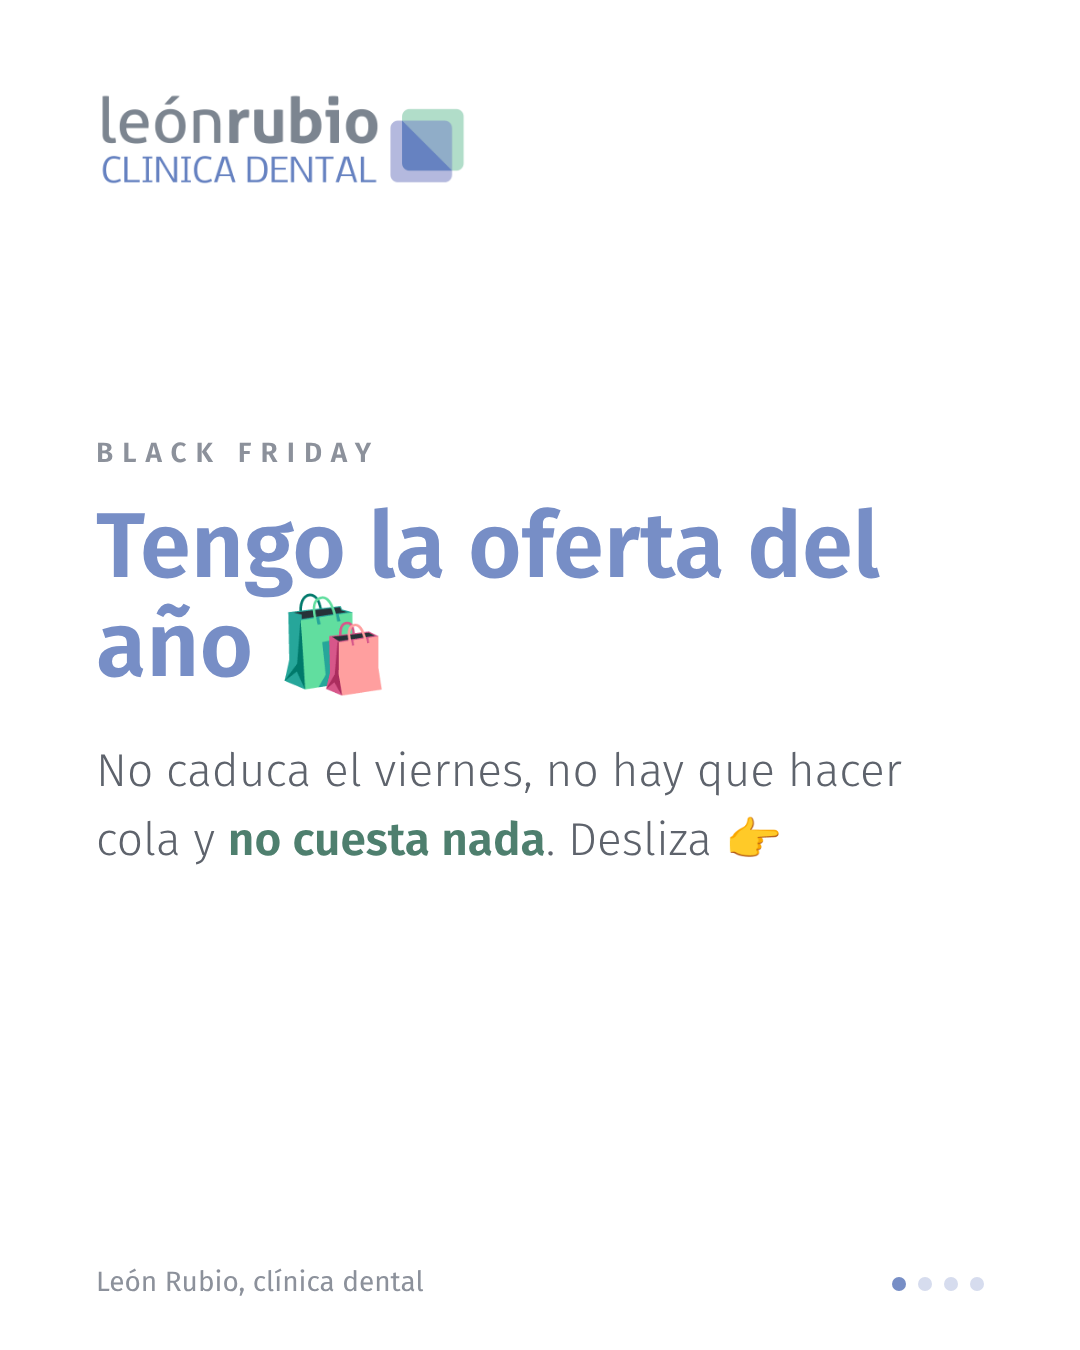 leónrubio
CLINICA DENTAL
BLACK FRIDAY
Tengo la oferta del
año 🛍️
No caduca el viernes, no hay que hacer
cola y no cuesta nada. Desliza 👉
León Rubio, clínica dental